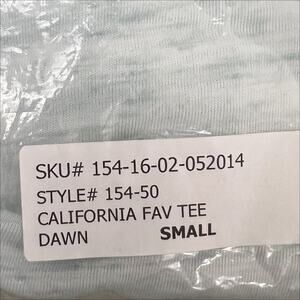 SKU# 154-16-02-052014
STYLE# 154-50
CALIFORNIA FAV TEE
DAWN SMALL